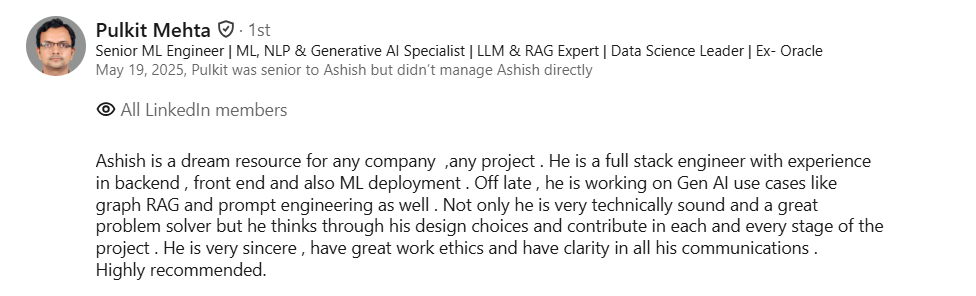 Pulkit Mehta · 1st
Senior ML Engineer | ML, NLP & Generative AI Specialist | LLM & RAG Expert | Data Science Leader | Ex- Oracle
May 19, 2025, Pulkit was senior to Ashish but didn't manage Ashish directly
All LinkedIn members
Ashish is a dream resource for any company  ,any project . He is a full stack engineer with experience
in backend , front end and also ML deployment . Off late , he is working on Gen AI use cases like
graph RAG and prompt engineering as well . Not only he is very technically sound and a great
problem solver but he thinks through his design choices and contribute in each and every stage of the
project . He is very sincere , have great work ethics and have clarity in all his communications .
Highly recommended.